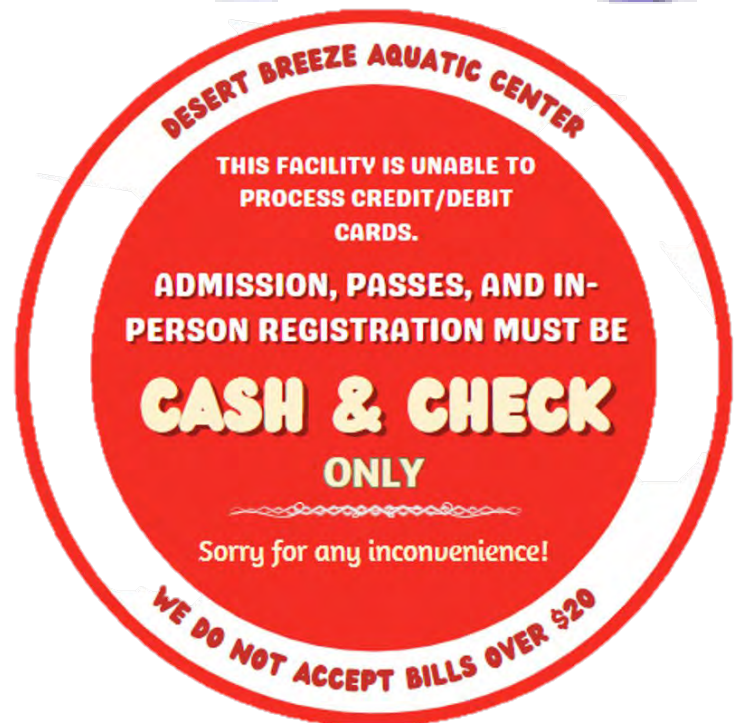 DESERT BREEZE AQUATIC CENTER
THIS FACILITY IS UNABLE TO
PROCESS CREDIT/DEBIT
CARDS.
ADMISSION, PASSES, AND IN-
PERSON REGISTRATION MUST BE
CASH & CHECK
ONLY
Sorry for any inconvenience!
WE DO NOT ACCEPT BILLS OVER $20